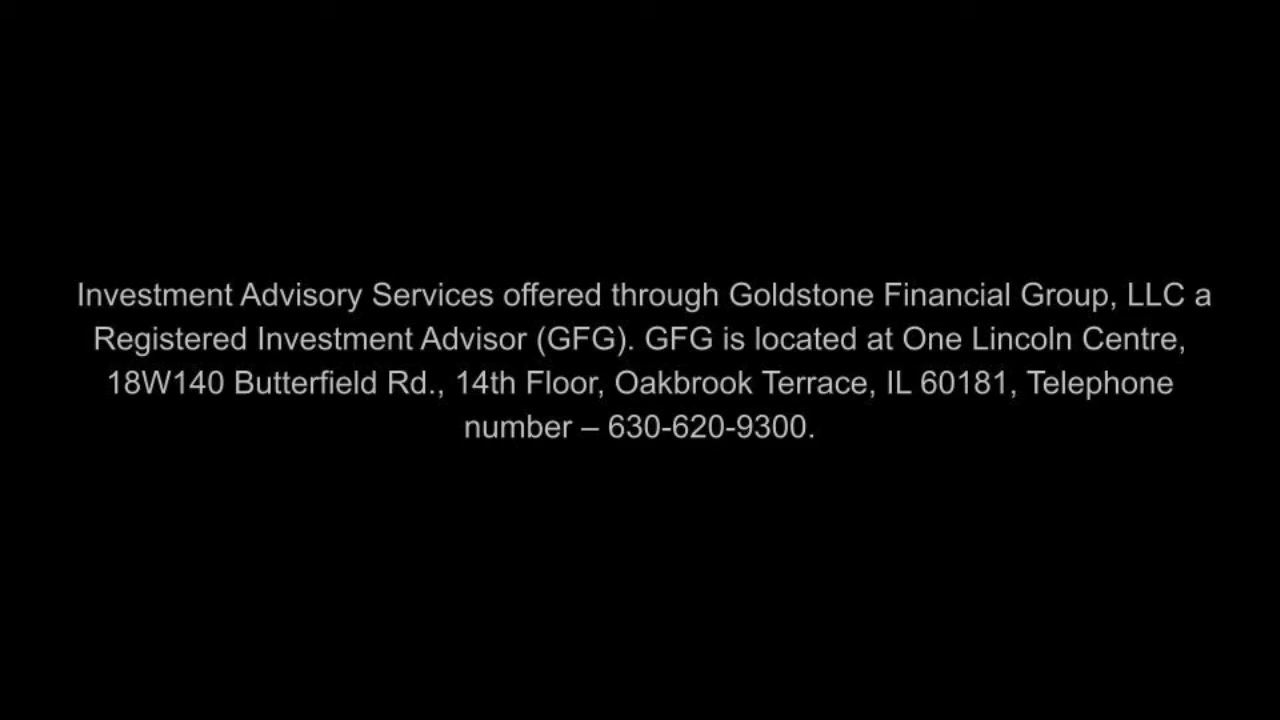 Investment Advisory Services offered through Goldstone Financial Group, LLC a
Registered Investment Advisor (GFG). GFG is located at One Lincoln Centre,
18W140 Butterfield Rd., 14th Floor, Oakbrook Terrace, IL 60181, Telephone
number – 630-620-9300.